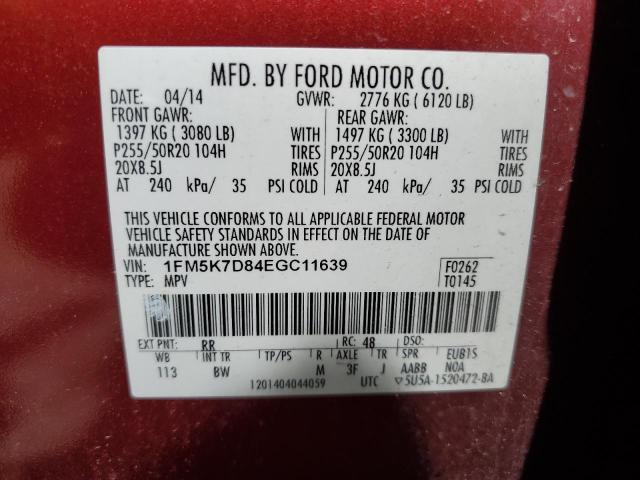 MFD. BY FORD MOTOR CO.
DATE: 04/14 GVWR: 2776 KG ( 6120 LB)
FRONT GAWR: REAR GAWR:
1397 KG ( 3080 LB) WITH 1497 KG ( 3300 LB) WITH
P255/50R20 104H TIRES P255/50R20 104H TIRES
20X8.5J RIMS 20X8.5J RIMS
AT 240 kPa/ 35 PSI COLD AT 240 kPa/ 35 PSI COLD
THIS VEHICLE CONFORMS TO ALL APPLICABLE FEDERAL MOTOR
VEHICLE SAFETY STANDARDS IN EFFECT ON THE DATE OF
MANUFACTURE SHOWN ABOVE.
VIN: 1FM5K7D84EGC11639 F0262
TYPE: MPV T0145
EXT PNT: RR RC: 48 DSO:
WB INT TR TP/PS R AXLE TR SPR EUB1S
113 BW M 3F J AABB NOA
1201404044059 UTC ▽5U5A-1520472-BA